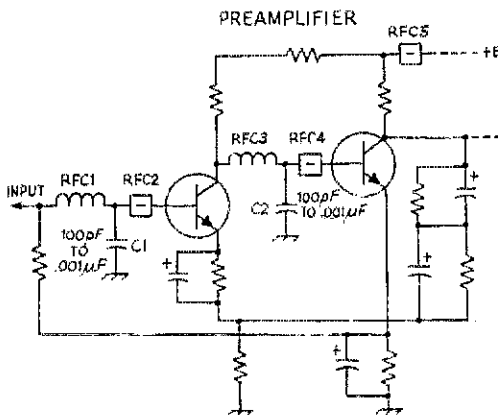 PREAMPLIFIER
RFC5
+E
RFC3
RFC4
INPUT
RFC1
RFC2
100pF
TO
.001µF
C1
C2
100pF
TO .001µF
+
+
+
+